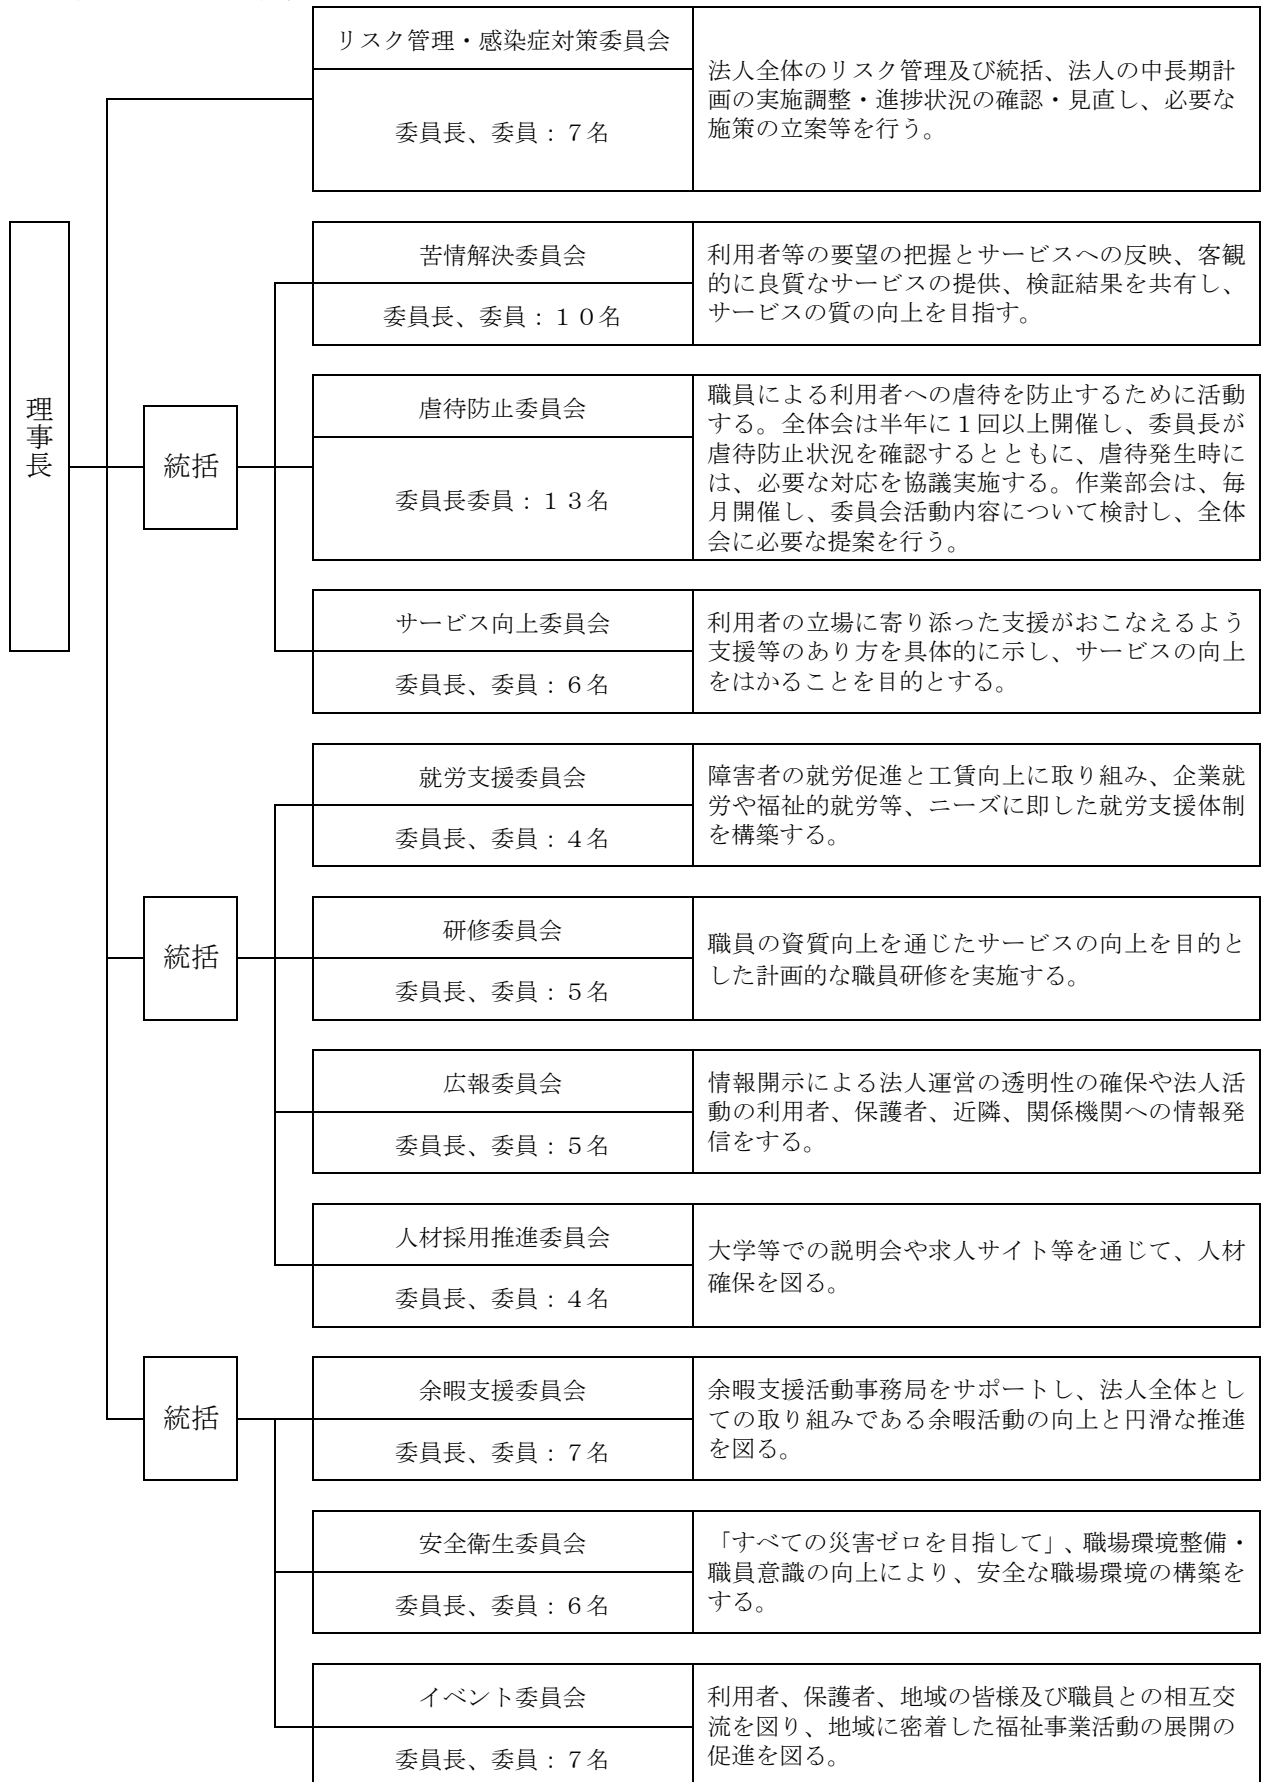 リスク管理・感染症対策委員会
委員長、委員：７名
法人全体のリスク管理及び統括、法人の中長期計
画の実施調整・進捗状況の確認・見直し、必要な
施策の立案等を行う。
理事長
統括
苦情解決委員会
委員長、委員：１０名
利用者等の要望の把握とサービスへの反映、客観
的に良質なサービスの提供、検証結果を共有し、
サービスの質の向上を目指す。
虐待防止委員会
委員長委員：１３名
職員による利用者への虐待を防止するために活動
する。全体会は半年に１回以上開催し、委員長が
虐待防止状況を確認するとともに、虐待発生時に
は、必要な対応を協議実施する。作業部会は、毎
月開催し、委員会活動内容について検討し、全体
会に必要な提案を行う。
サービス向上委員会
委員長、委員：６名
利用者の立場に寄り添った支援がおこなえるよう
支援等のあり方を具体的に示し、サービスの向上
をはかることを目的とする。
統括
就労支援委員会
委員長、委員：４名
障害者の就労促進と工賃向上に取り組み、企業就
労や福祉的就労等、ニーズに即した就労支援体制
を構築する。
研修委員会
委員長、委員：５名
職員の資質向上を通じたサービスの向上を目的と
した計画的な職員研修を実施する。
広報委員会
委員長、委員：５名
情報開示による法人運営の透明性の確保や法人活
動の利用者、保護者、近隣、関係機関への情報発
信をする。
人材採用推進委員会
委員長、委員：４名
大学等での説明会や求人サイト等を通じて、人材
確保を図る。
統括
余暇支援委員会
委員長、委員：７名
余暇支援活動事務局をサポートし、法人全体とし
ての取り組みである余暇活動の向上と円滑な推進
を図る。
安全衛生委員会
委員長、委員：６名
「すべての災害ゼロを目指して」、職場環境整備・
職員意識の向上により、安全な職場環境の構築を
する。
イベント委員会
委員長、委員：７名
利用者、保護者、地域の皆様及び職員との相互交
流を図り、地域に密着した福祉事業活動の展開の
促進を図る。